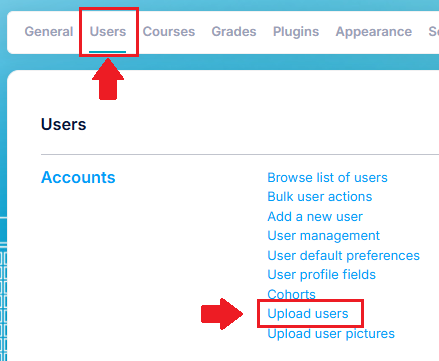 General Users Courses Grades Plugins Appearance
Users
Accounts
Browse list of users
Bulk user actions
Add a new user
User management
User default preferences
User profile fields
Cohorts
Upload users
Upload user pictures